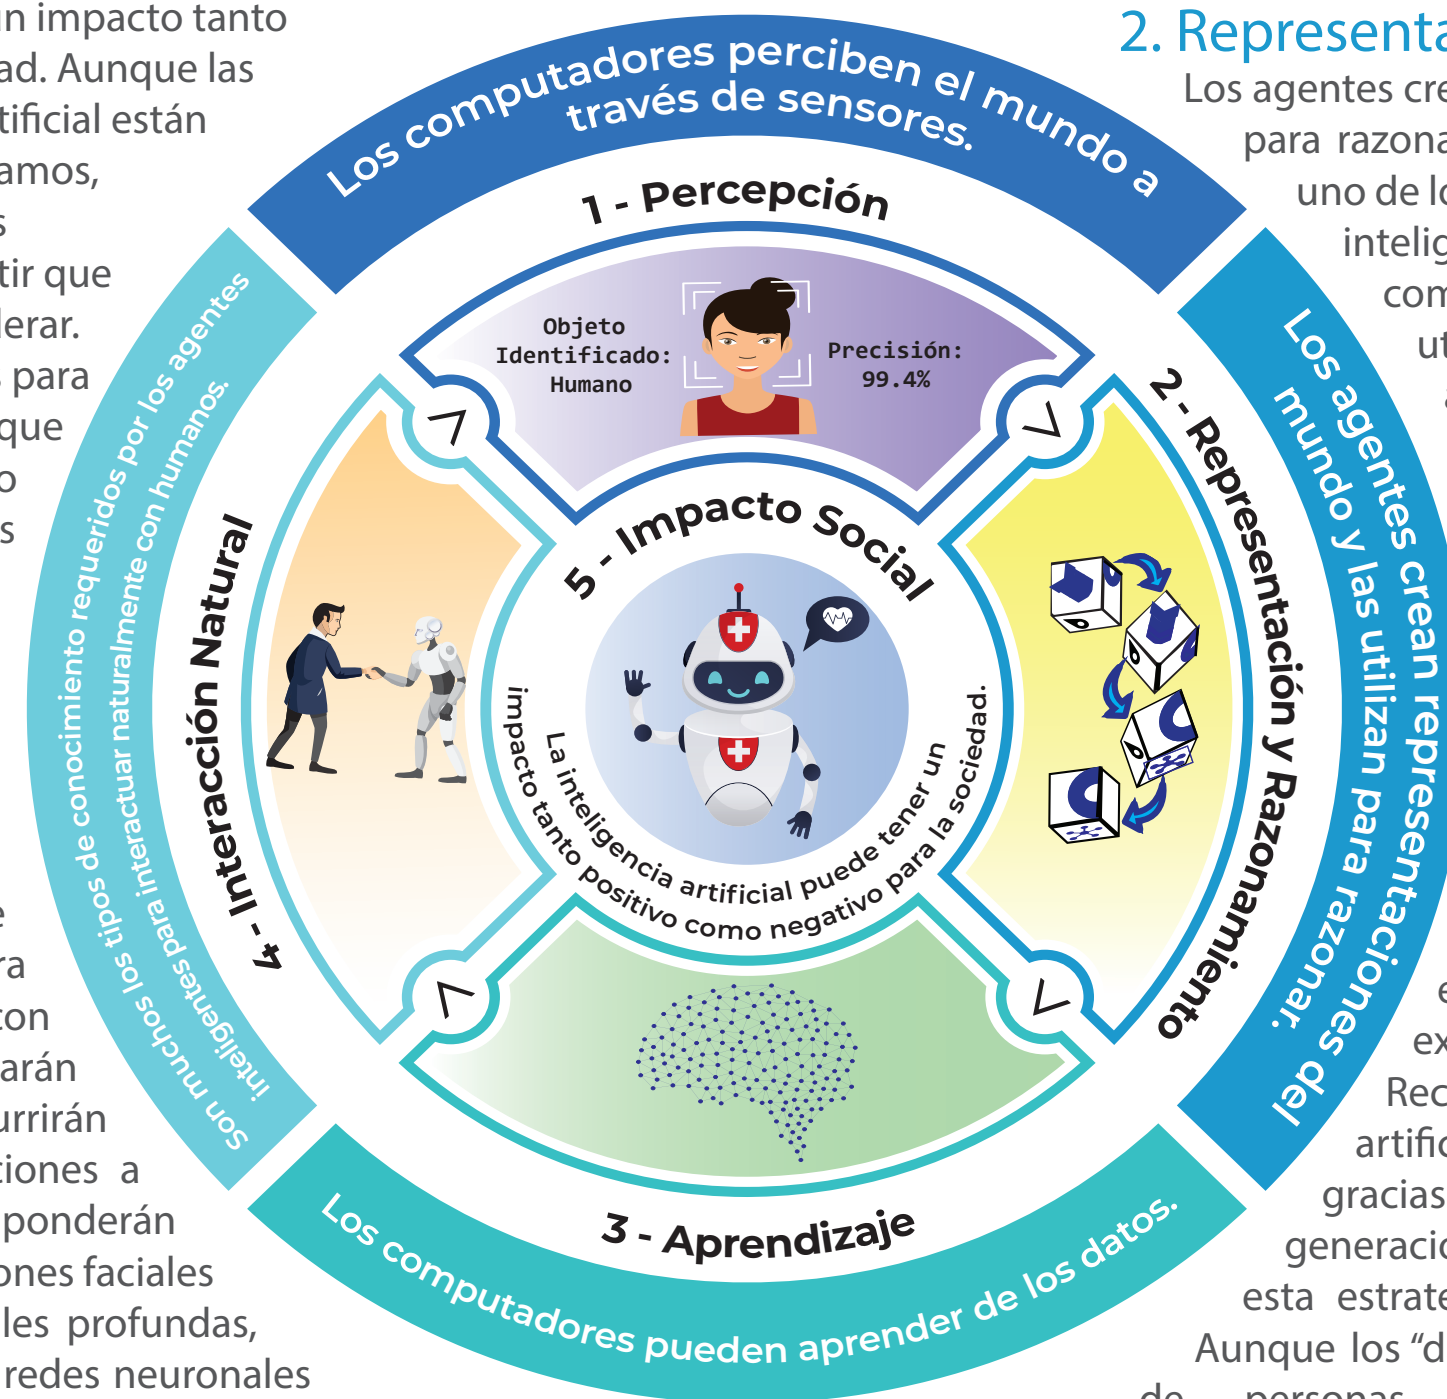 un impacto tanto
ad. Aunque las
tificial están
amos,
s
tir que
lerar.
s para
que
o
s
e
ra
con
arán
urrirán
ciones a
ponderán
ones faciales
les profundas,
redes neuronales
Los computadores perciben el mundo a
través de sensores.
1 - Percepción
Objeto
Identificado:
Humano
Precisión:
99.4%
Los agentes crean representaciones del
mundo y las utilizan para razonar.
2 - Representación y Razonamiento
5 - Impacto Social
La inteligencia artificial puede tener un
impacto tanto positivo como negativo para la sociedad.
4 - Interacción Natural
Son muchos los tipos de conocimiento requeridos por los agentes
inteligentes para interactuar naturalmente con humanos.
3 - Aprendizaje
Los computadores pueden aprender de los datos.
2. Representa
Los agentes cre
para razona
uno de lo
intelig
com
ut
e
ex
Rec
artific
gracias
generacio
esta estrate
Aunque los “d
de personas